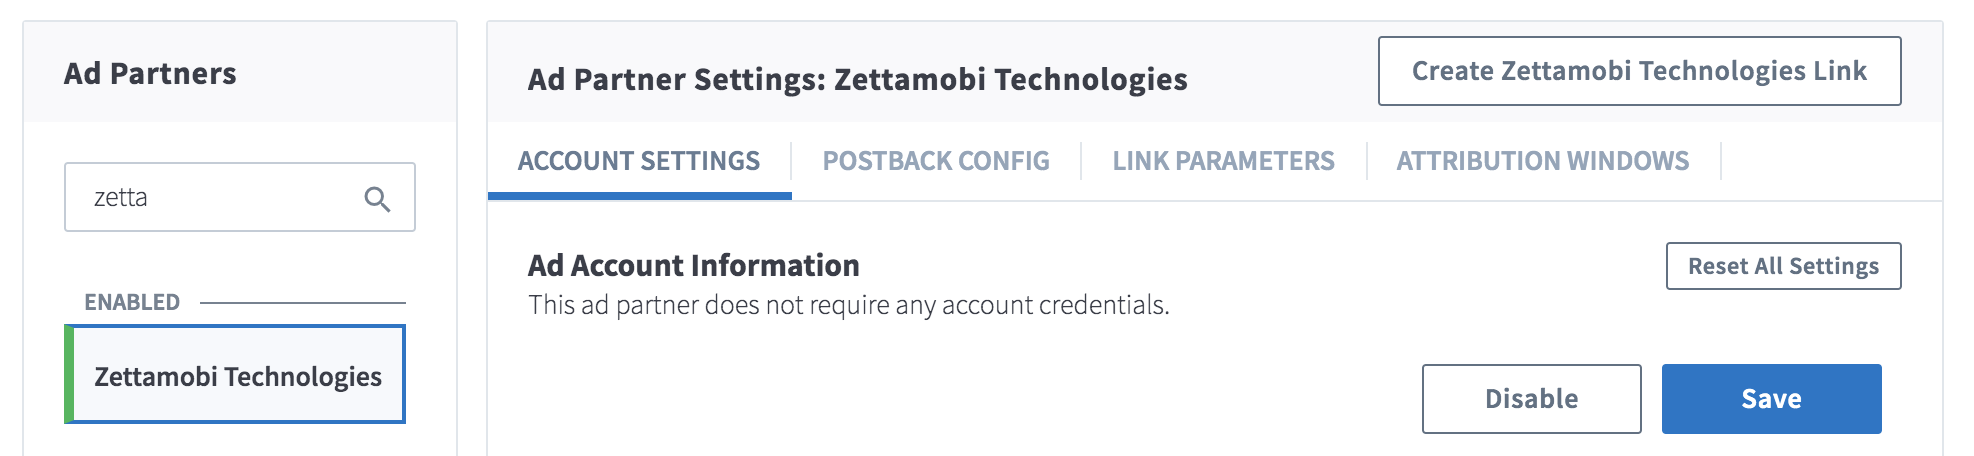 Ad Partners
zetta
ENABLED
Zettamobi Technologies
Ad Partner Settings: Zettamobi Technologies
Create Zettamobi Technologies Link
ACCOUNT SETTINGS
POSTBACK CONFIG
LINK PARAMETERS
ATTRIBUTION WINDOWS
Ad Account Information
Reset All Settings
This ad partner does not require any account credentials.
Disable
Save